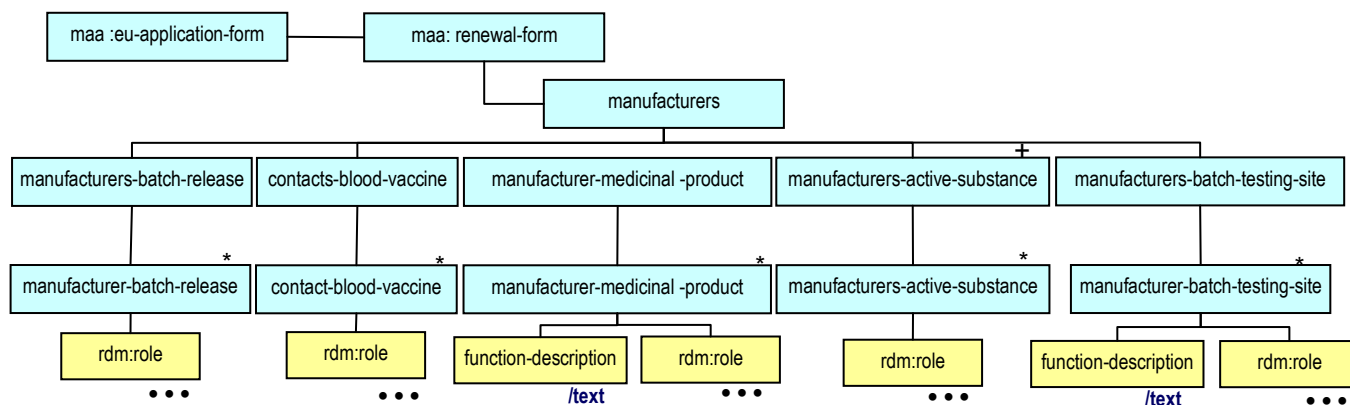 maa :eu-application-form
maa: renewal-form
manufacturers
+
manufacturers-batch-release
contacts-blood-vaccine
manufacturer-medicinal -product
manufacturers-active-substance
manufacturers-batch-testing-site
* * * * *
manufacturer-batch-release
contact-blood-vaccine
manufacturer-medicinal -product
manufacturers-active-substance
manufacturer-batch-testing-site
rdm:role
rdm:role
function-description
rdm:role
rdm:role
function-description
rdm:role
•••
•••
/text
•••
•••
/text
•••